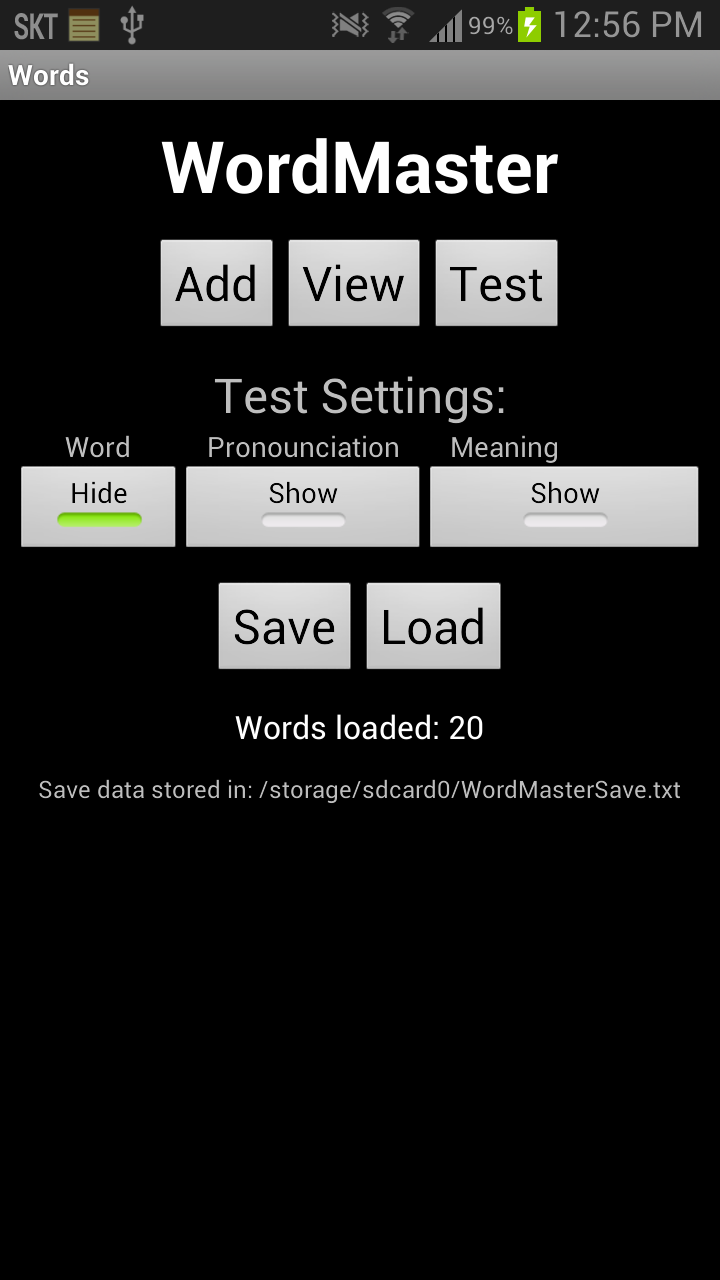 SKT 99% 12:56 PM
Words
WordMaster
Add View Test
Test Settings:
Word Pronounciation Meaning
Hide Show Show
Save Load
Words loaded: 20
Save data stored in: /storage/sdcard0/WordMasterSave.txt